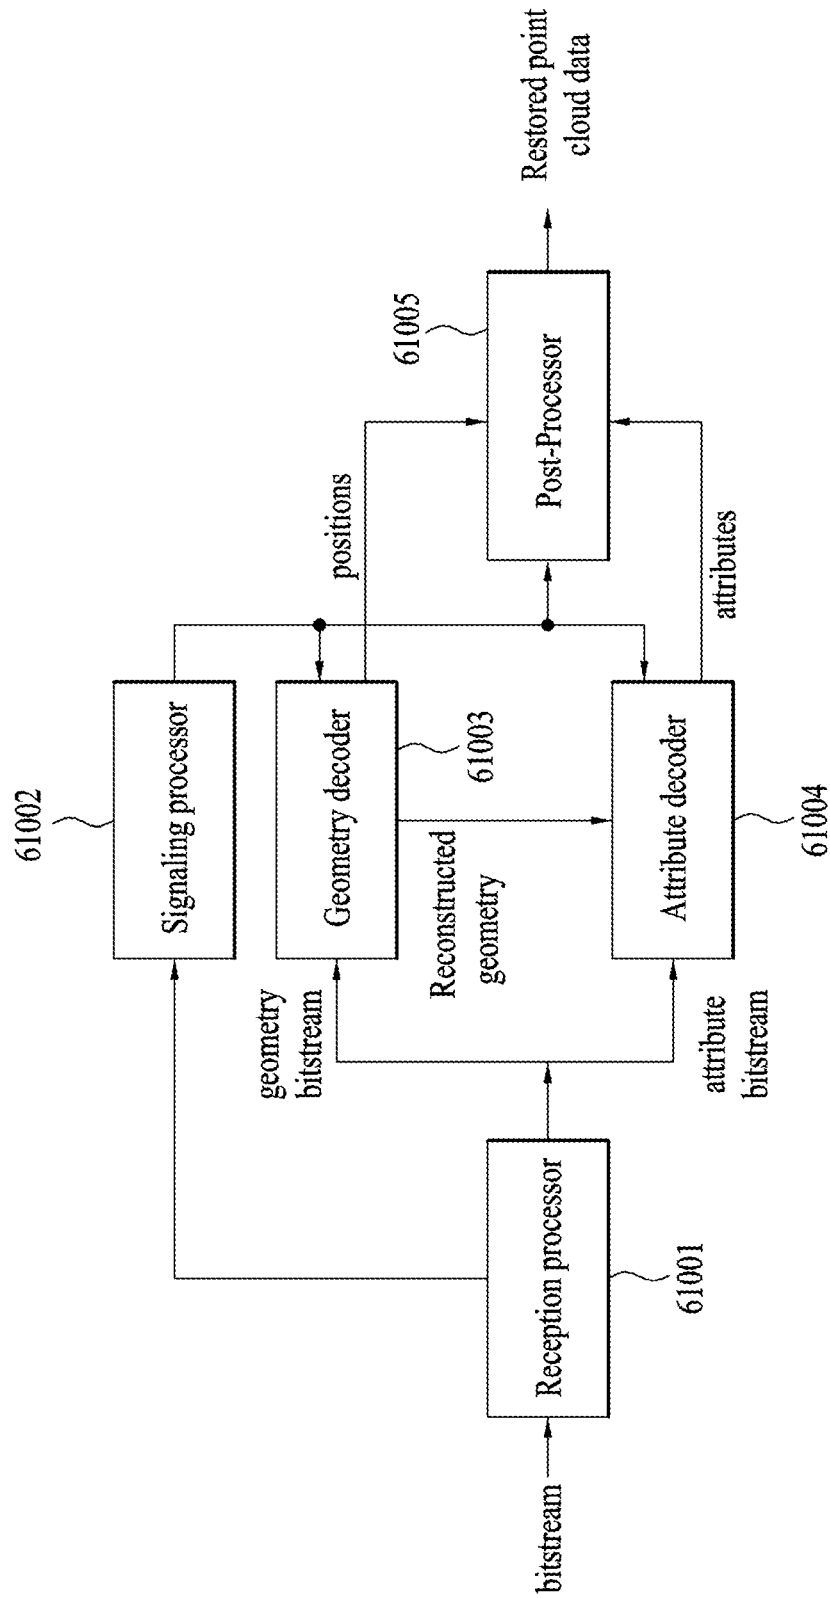 bitstream
Reception processor
61001
61002
Signaling processor
geometry
bitstream
Geometry decoder
61003
Reconstructed
geometry
attribute
bitstream
Attribute decoder
61004
positions
attributes
61005
Post-Processor
Restored point
cloud data